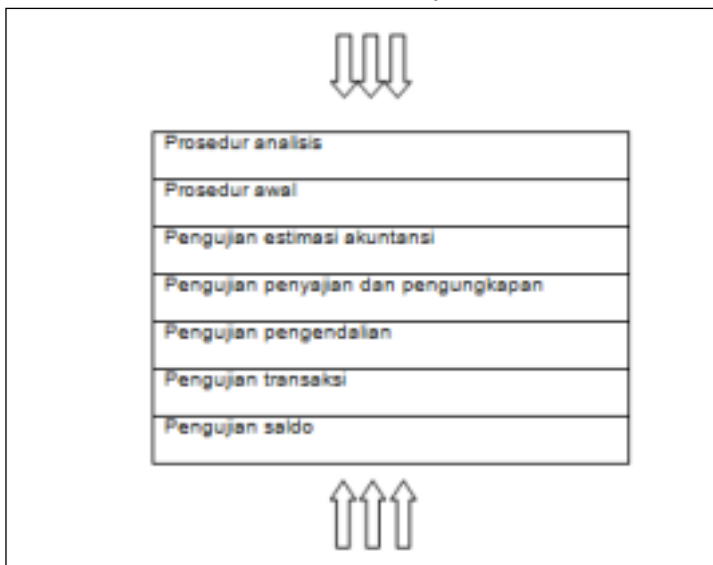 Prosedur analisis
Prosedur awal
Pengujian estimasi akuntansi
Pengujian penyajian dan pengungkapan
Pengujian pengendalian
Pengujian transaksi
Pengujian saldo